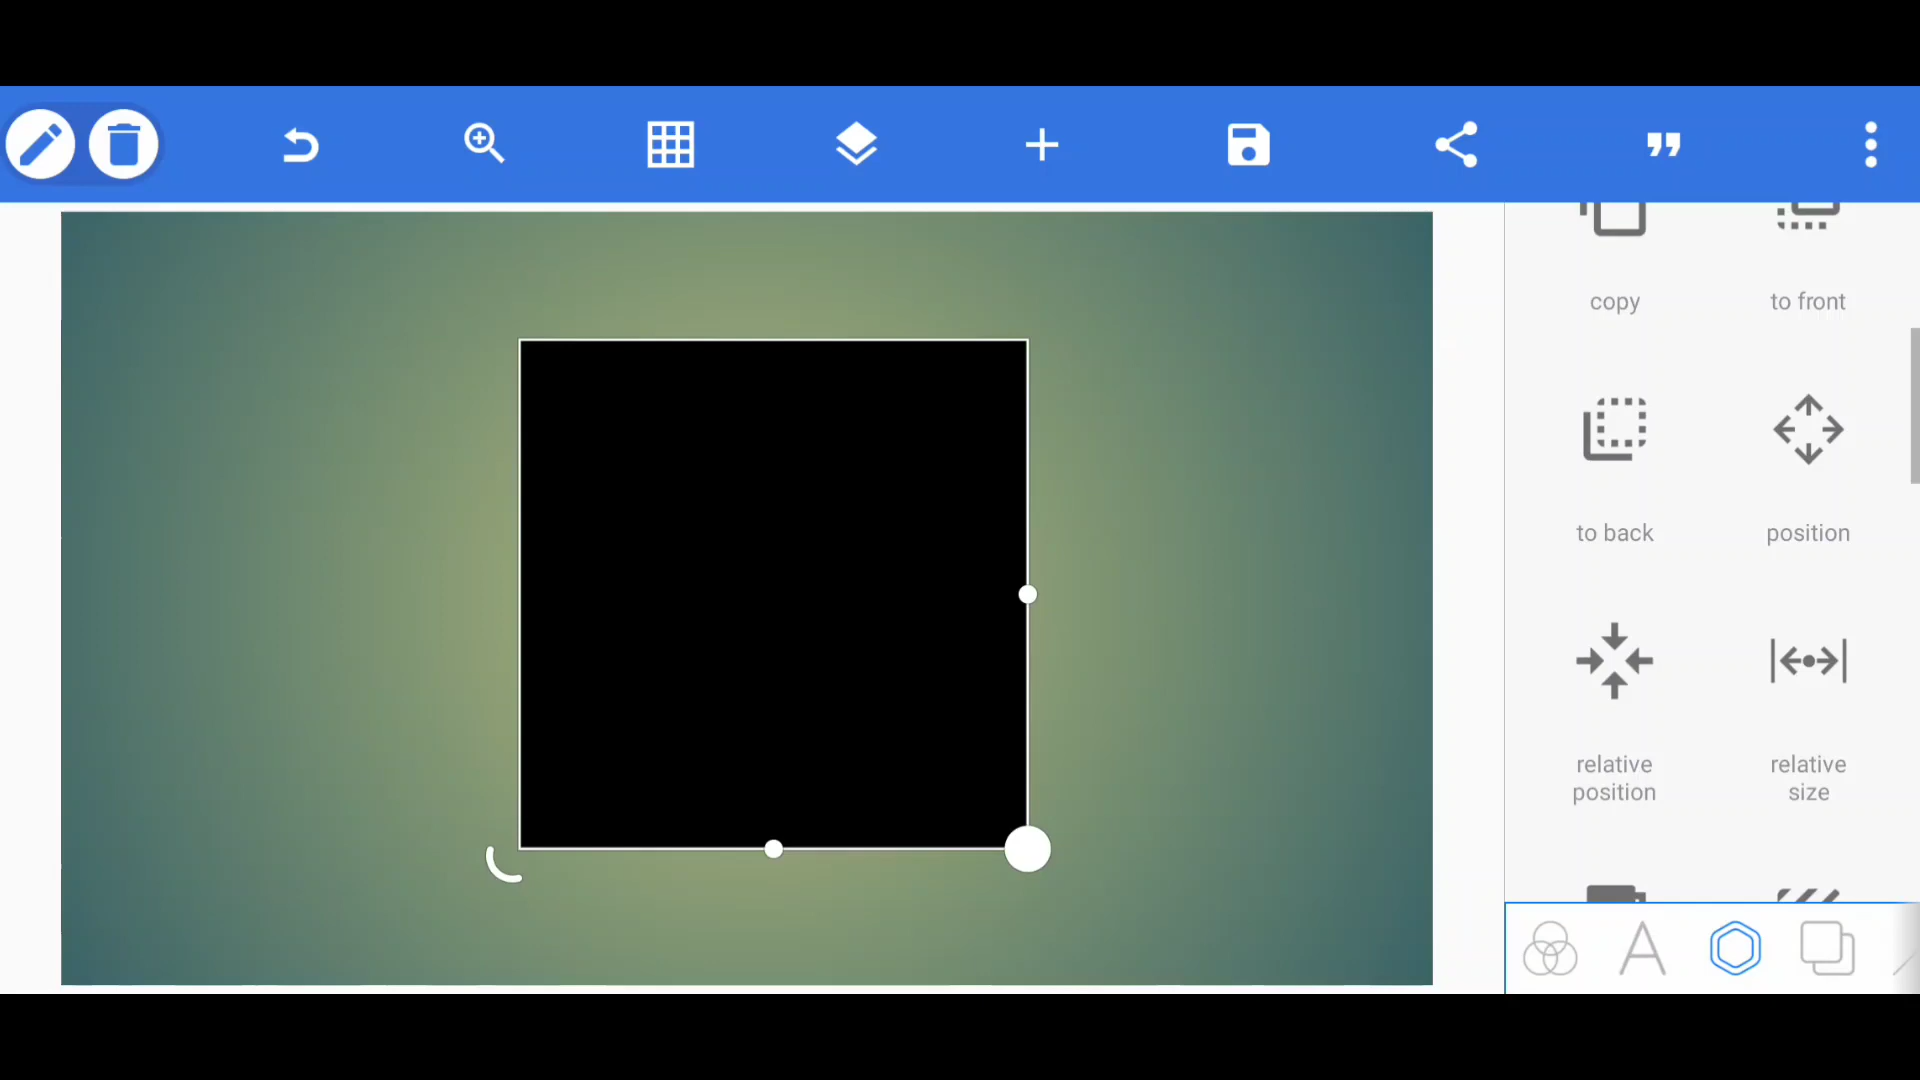 copy
to front
to back
position
relative
position
relative
size